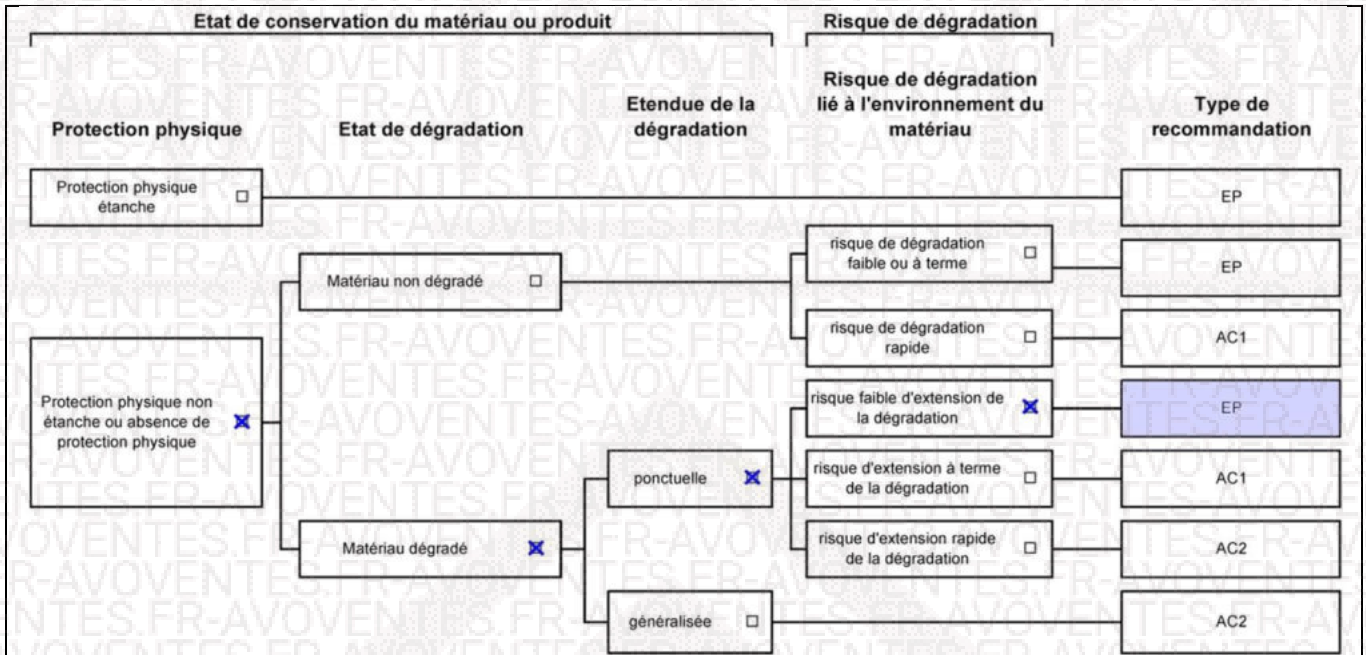 Etat de conservation du matériau ou produit
Risque de dégradation
Protection physique
Etat de dégradation
Etendue de la
dégradation
Risque de dégradation
lié à l'environnement du
matériau
Type de
recommandation
Protection physique
étanche
EP
Matériau non dégradé
risque de dégradation
faible ou à terme
EP
risque de dégradation
rapide
AC1
Protection physique non
étanche ou absence de
protection physique
risque faible d'extension de
la dégradation
EP
ponctuelle
risque d'extension à terme
de la dégradation
AC1
Matériau dégradé
risque d'extension rapide
de la dégradation
AC2
généralisée
AC2